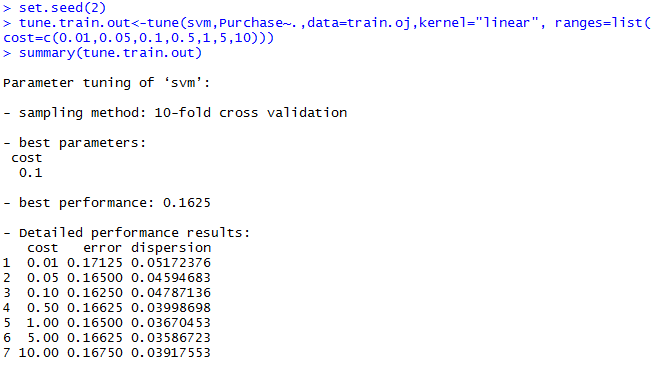 > set.seed(2)
> tune.train.out<-tune(svm,Purchase~.,data=train.oj,kernel="linear", ranges=list(
cost=c(0.01,0.05,0.1,0.5,1,5,10)))
> summary(tune.train.out)
Parameter tuning of ‘svm’:
- sampling method: 10-fold cross validation
- best parameters:
 cost
  0.1
- best performance: 0.1625
- Detailed performance results:
   cost   error dispersion
1  0.01 0.17125 0.05172376
2  0.05 0.16500 0.04594683
3  0.10 0.16250 0.04787136
4  0.50 0.16625 0.03998698
5  1.00 0.16500 0.03670453
6  5.00 0.16625 0.03586723
7 10.00 0.16750 0.03917553